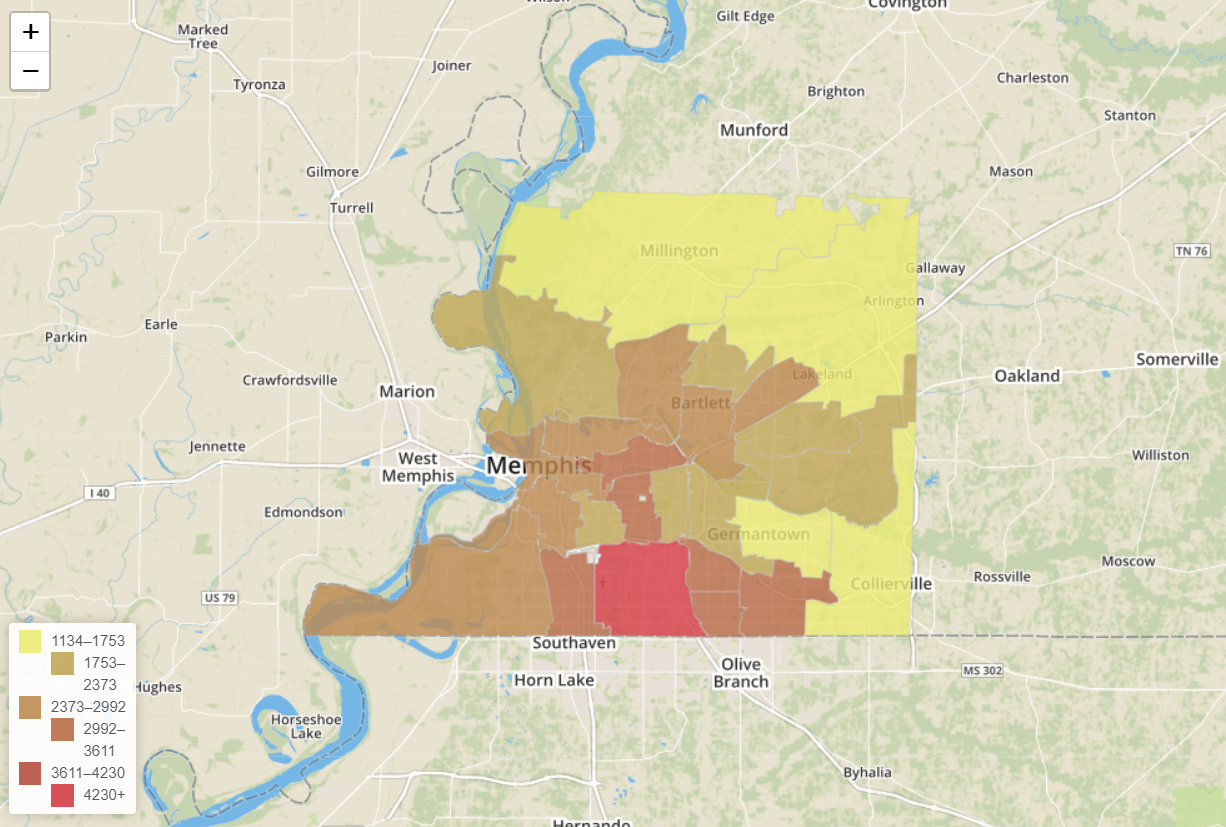 +
−
Wilson
Covington
Gilt Edge
Marked
Tree
Joiner
Charleston
Tyronza
Brighton
Stanton
Munford
Gilmore
Mason
Turrell
Millington
TN 76
Gallaway
Arlington
Earle
Parkin
Somerville
Crawfordsville
Lakeland
Oakland
Marion
Bartlett
Jennette
Williston
West
Memphis
Memphis
I 40
Edmondson
Germantown
Moscow
Rossville
Collierville
US 79
Southaven
Olive
Branch
MS 302
Horn Lake
Hughes
Horseshoe
Lake
Byhalia
Hernando
1134–1753
1753–
2373
2373–2992
2992–
3611
3611–4230
4230+